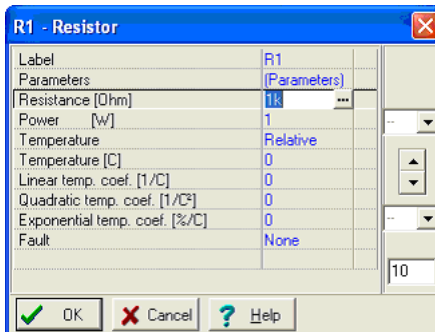 R1 - Resistor
Label R1
Parameters (Parameters)
Resistance [Ohm] 1k ...
Power [W] 1
Temperature Relative
Temperature [C] 0
Linear temp. coef. [1/C] 0
Quadratic temp. coef. [1/C²] 0
Exponential temp. coef. [%/C] 0
Fault None
--
--
10
OK Cancel ? Help